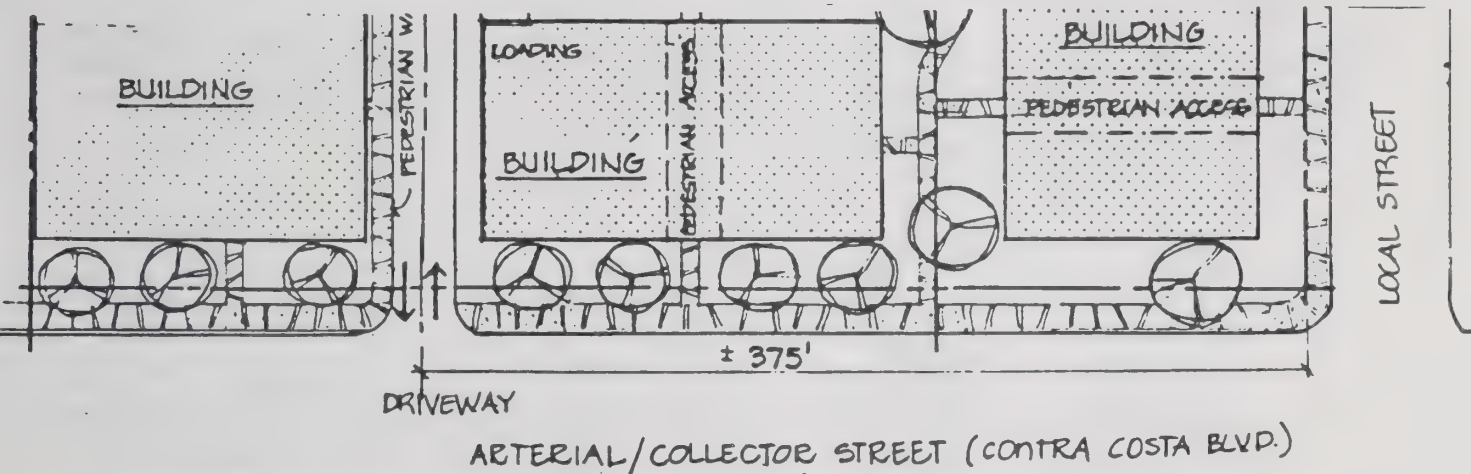 BUILDING
PEDESTRIAN
LOADING
BUILDING
PEDESTRIAN ACCESS
BUILDING
PEDESTRIAN ACCESS
LOCAL STREET
± 375'
DRIVEWAY
ARTERIAL/COLLECTOR STREET (CONTRA COSTA BLVD.)